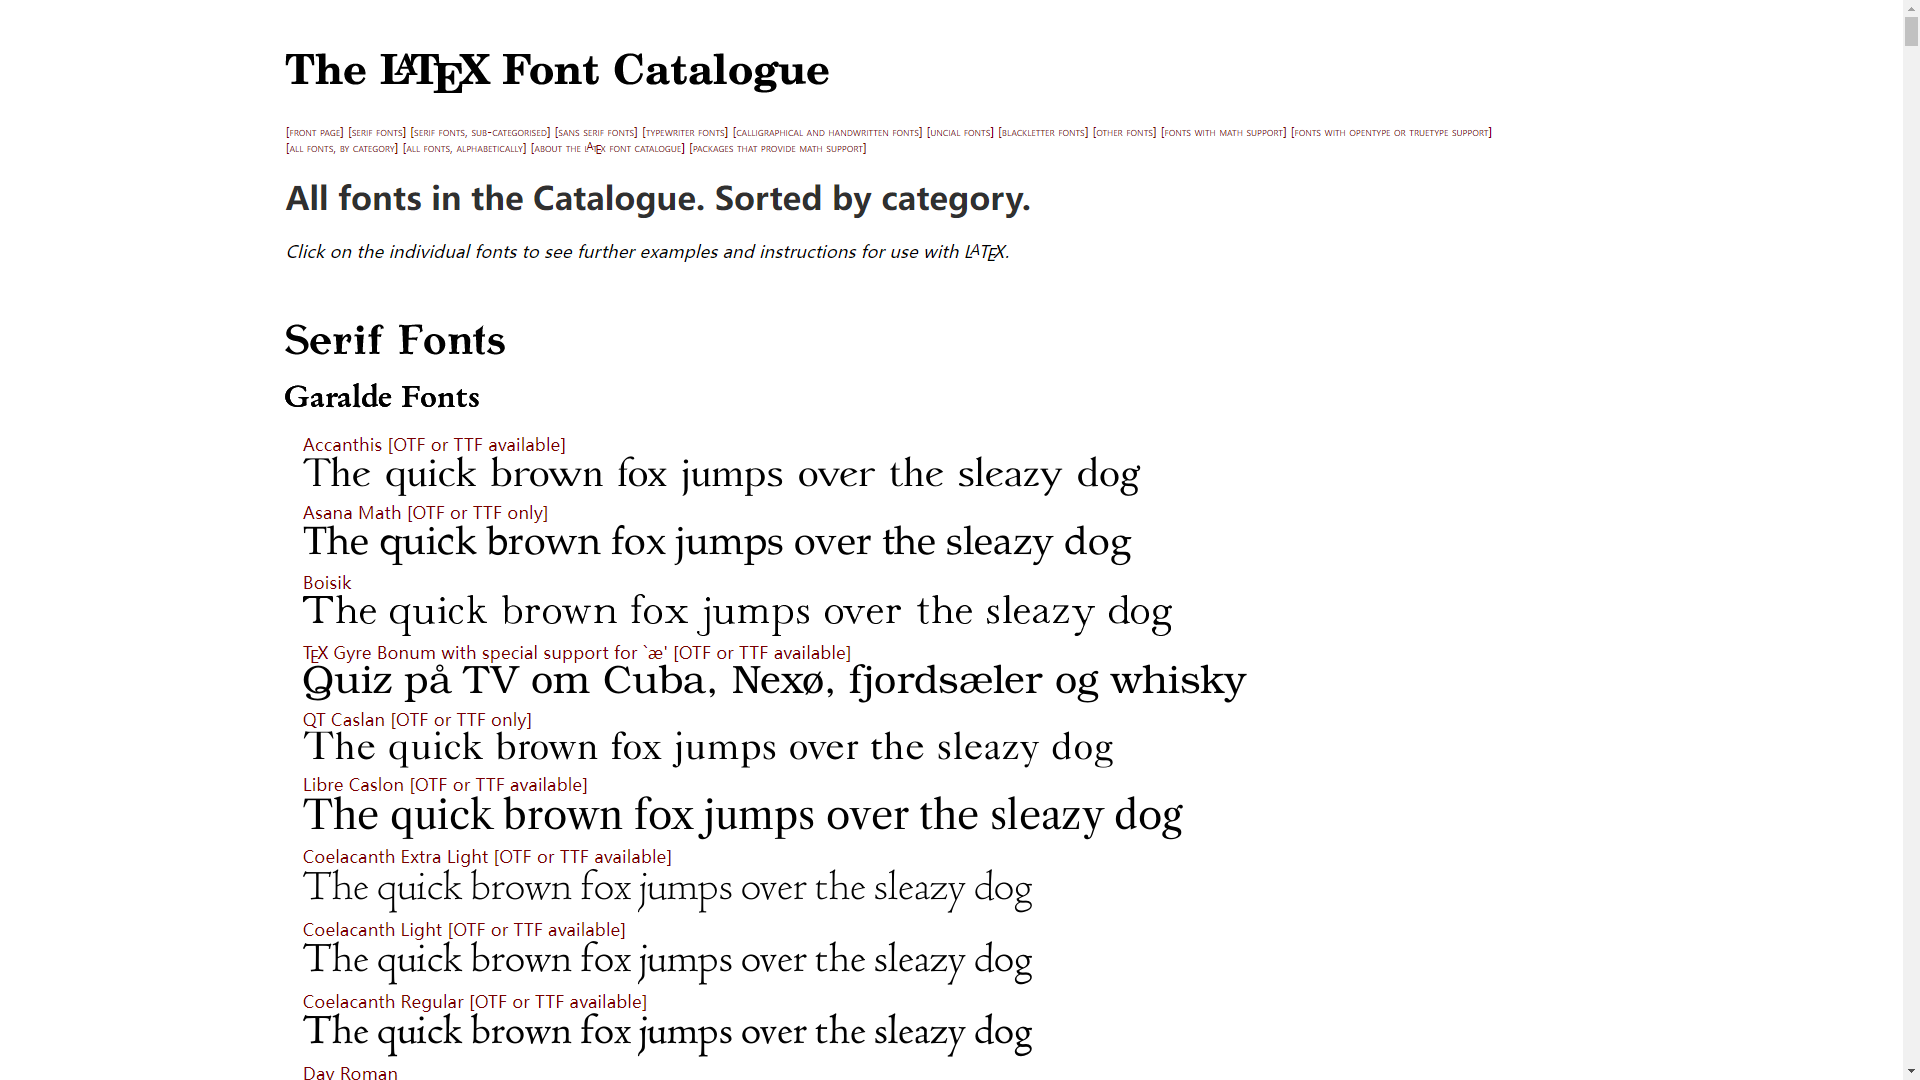 The LATEX Font Catalogue
[FRONT PAGE] [SERIF FONTS] [SERIF FONTS, SUB-CATEGORISED] [SANS SERIF FONTS] [TYPEWRITER FONTS] [CALLIGRAPHICAL AND HANDWRITTEN FONTS] [UNCIAL FONTS] [BLACKLETTER FONTS] [OTHER FONTS] [FONTS WITH MATH SUPPORT] [FONTS WITH OPENTYPE OR TRUETYPE SUPPORT]
[ALL FONTS, BY CATEGORY] [ALL FONTS, ALPHABETICALLY] [ABOUT THE LATEX FONT CATALOGUE] [PACKAGES THAT PROVIDE MATH SUPPORT]
All fonts in the Catalogue. Sorted by category.
Click on the individual fonts to see further examples and instructions for use with LATEX.
Serif Fonts
Garalde Fonts
Accanthis [OTF or TTF available]
The quick brown fox jumps over the sleazy dog
Asana Math [OTF or TTF only]
The quick brown fox jumps over the sleazy dog
Boisik
The quick brown fox jumps over the sleazy dog
TEX Gyre Bonum with special support for `æ' [OTF or TTF available]
Quiz på TV om Cuba, Nexø, fjordsæler og whisky
QT Caslan [OTF or TTF only]
The quick brown fox jumps over the sleazy dog
Libre Caslon [OTF or TTF available]
The quick brown fox jumps over the sleazy dog
Coelacanth Extra Light [OTF or TTF available]
The quick brown fox jumps over the sleazy dog
Coelacanth Light [OTF or TTF available]
The quick brown fox jumps over the sleazy dog
Coelacanth Regular [OTF or TTF available]
The quick brown fox jumps over the sleazy dog
Day Roman